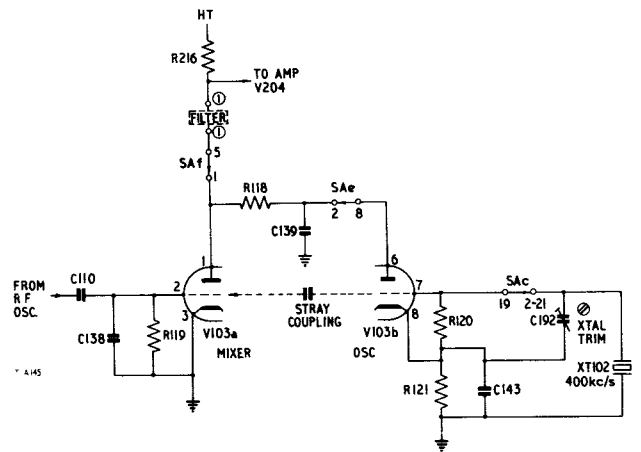 HT
R216
TO AMP
V204
1
FILTER
1
5
SAf
1
R118
SAe
2 8
C139
1
6
FROM
R F
OSC.
C110
2
3
7
8
SAc
19 2-21
STRAY
COUPLING
C138
R119
V103a
MIXER
V103b
OSC
R120
C192
XTAL
TRIM
R121
C143
XT102
400kc/s
A145